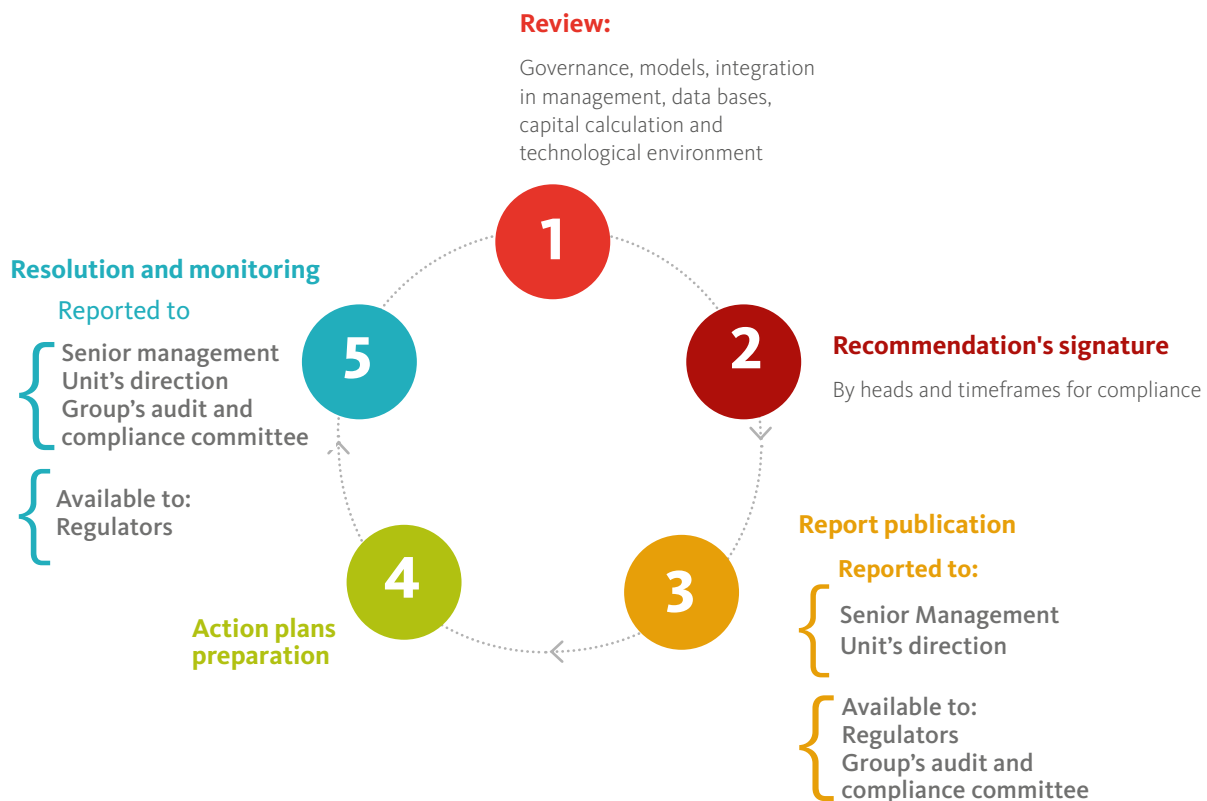 Review:
Governance, models, integration
in management, data bases,
capital calculation and
technological environment
1
2
Recommendation's signature
By heads and timeframes for compliance
3
Report publication
Reported to:
Senior Management
Unit’s direction
Available to:
Regulators
Group’s audit and
compliance committee
4
Action plans
preparation
5
Resolution and monitoring
Reported to
Senior management
Unit’s direction
Group’s audit and
compliance committee
Available to:
Regulators